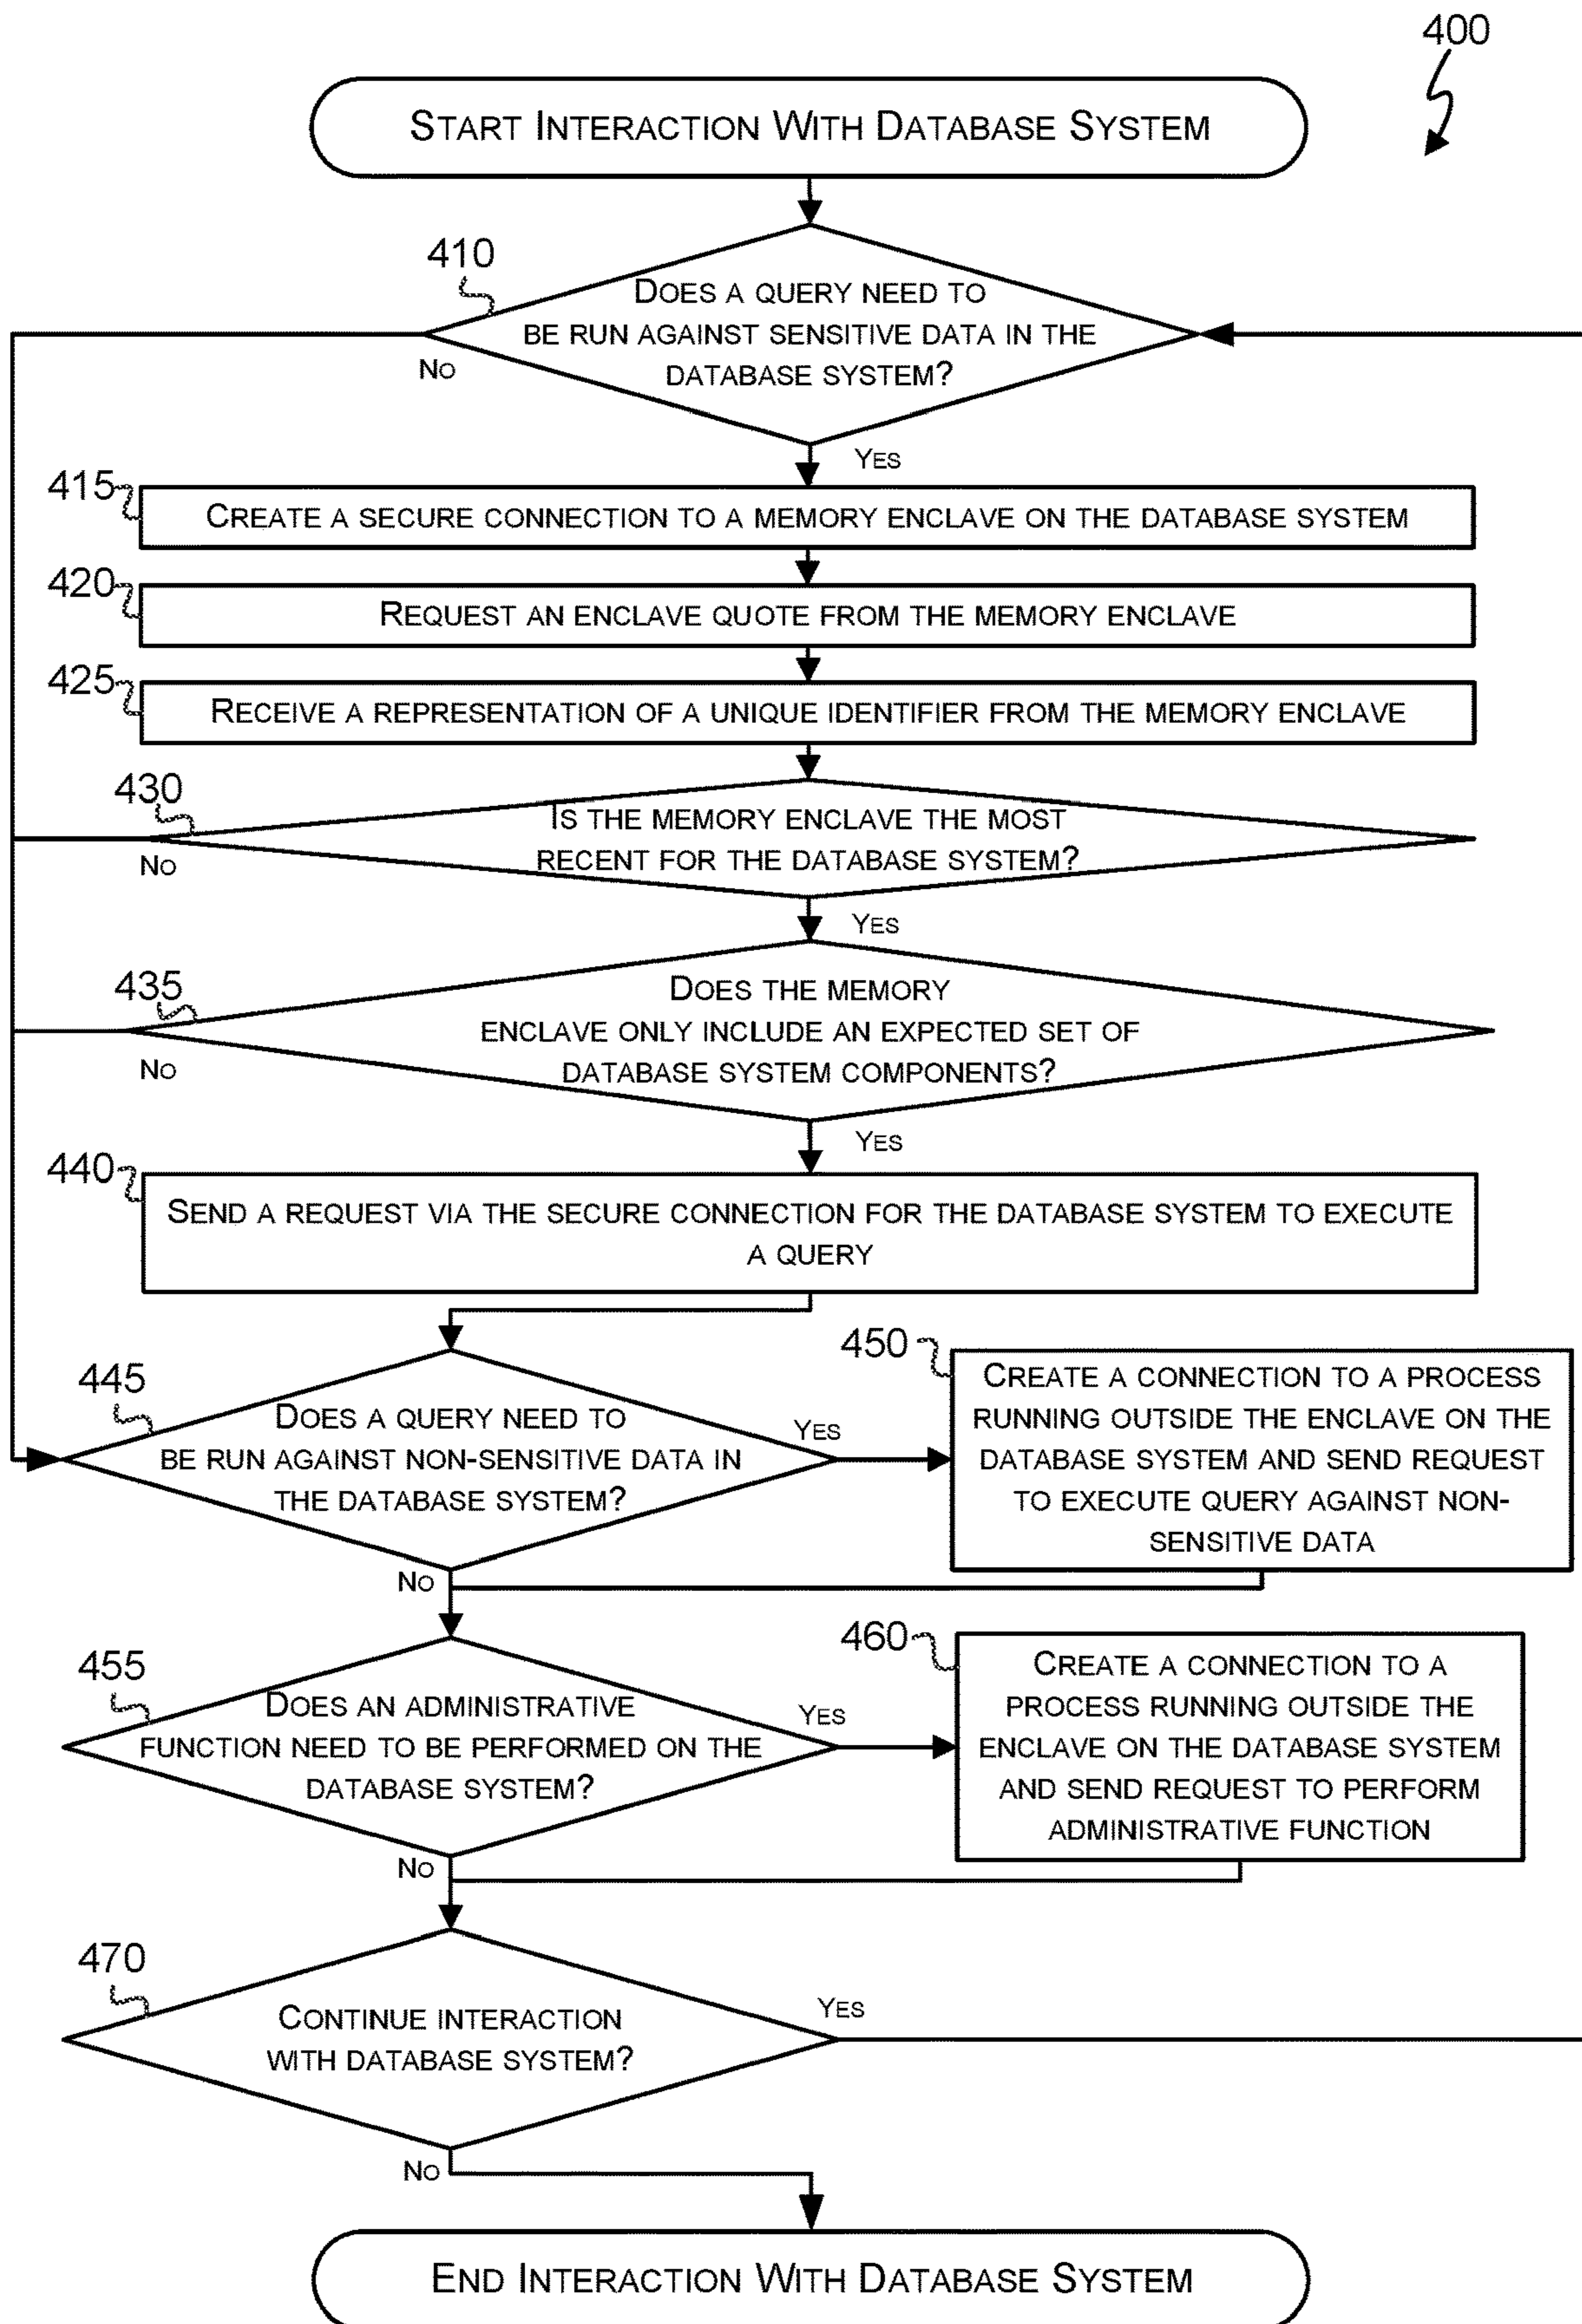 400
START INTERACTION WITH DATABASE SYSTEM
410
DOES A QUERY NEED TO
BE RUN AGAINST SENSITIVE DATA IN THE
DATABASE SYSTEM?
NO
YES
415
CREATE A SECURE CONNECTION TO A MEMORY ENCLAVE ON THE DATABASE SYSTEM
420
REQUEST AN ENCLAVE QUOTE FROM THE MEMORY ENCLAVE
425
RECEIVE A REPRESENTATION OF A UNIQUE IDENTIFIER FROM THE MEMORY ENCLAVE
430
IS THE MEMORY ENCLAVE THE MOST
RECENT FOR THE DATABASE SYSTEM?
NO
YES
435
DOES THE MEMORY
ENCLAVE ONLY INCLUDE AN EXPECTED SET OF
DATABASE SYSTEM COMPONENTS?
NO
YES
440
SEND A REQUEST VIA THE SECURE CONNECTION FOR THE DATABASE SYSTEM TO EXECUTE
A QUERY
445
DOES A QUERY NEED TO
BE RUN AGAINST NON-SENSITIVE DATA IN
THE DATABASE SYSTEM?
YES
NO
450
CREATE A CONNECTION TO A PROCESS
RUNNING OUTSIDE THE ENCLAVE ON THE
DATABASE SYSTEM AND SEND REQUEST
TO EXECUTE QUERY AGAINST NON-
SENSITIVE DATA
455
DOES AN ADMINISTRATIVE
FUNCTION NEED TO BE PERFORMED ON THE
DATABASE SYSTEM?
YES
NO
460
CREATE A CONNECTION TO A
PROCESS RUNNING OUTSIDE THE
ENCLAVE ON THE DATABASE SYSTEM
AND SEND REQUEST TO PERFORM
ADMINISTRATIVE FUNCTION
470
CONTINUE INTERACTION
WITH DATABASE SYSTEM?
YES
NO
END INTERACTION WITH DATABASE SYSTEM